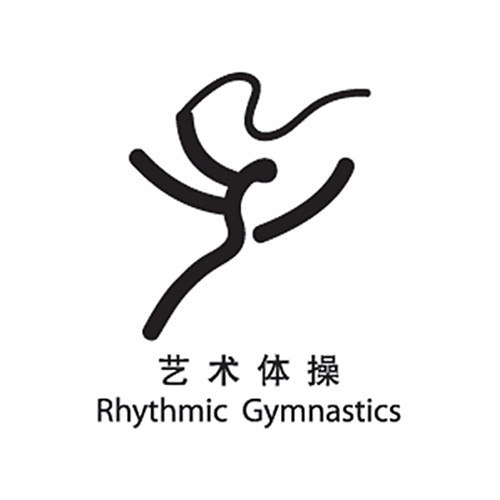 艺术体操
Rhythmic Gymnastics